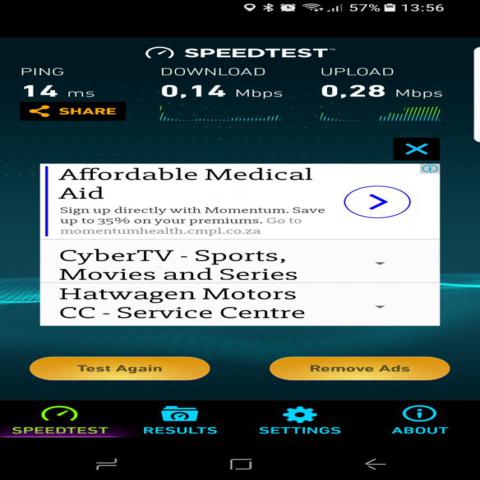 57% 13:56
SPEEDTEST™
PING DOWNLOAD UPLOAD
14 ms 0,14 Mbps 0,28 Mbps
SHARE
Affordable Medical
Aid
Sign up directly with Momentum. Save
up to 35% on your premiums. Go to
momentumhealth.cmpl.co.za
CyberTV - Sports,
Movies and Series
Hatwagen Motors
CC - Service Centre
Test Again Remove Ads
SPEEDTEST RESULTS SETTINGS ABOUT